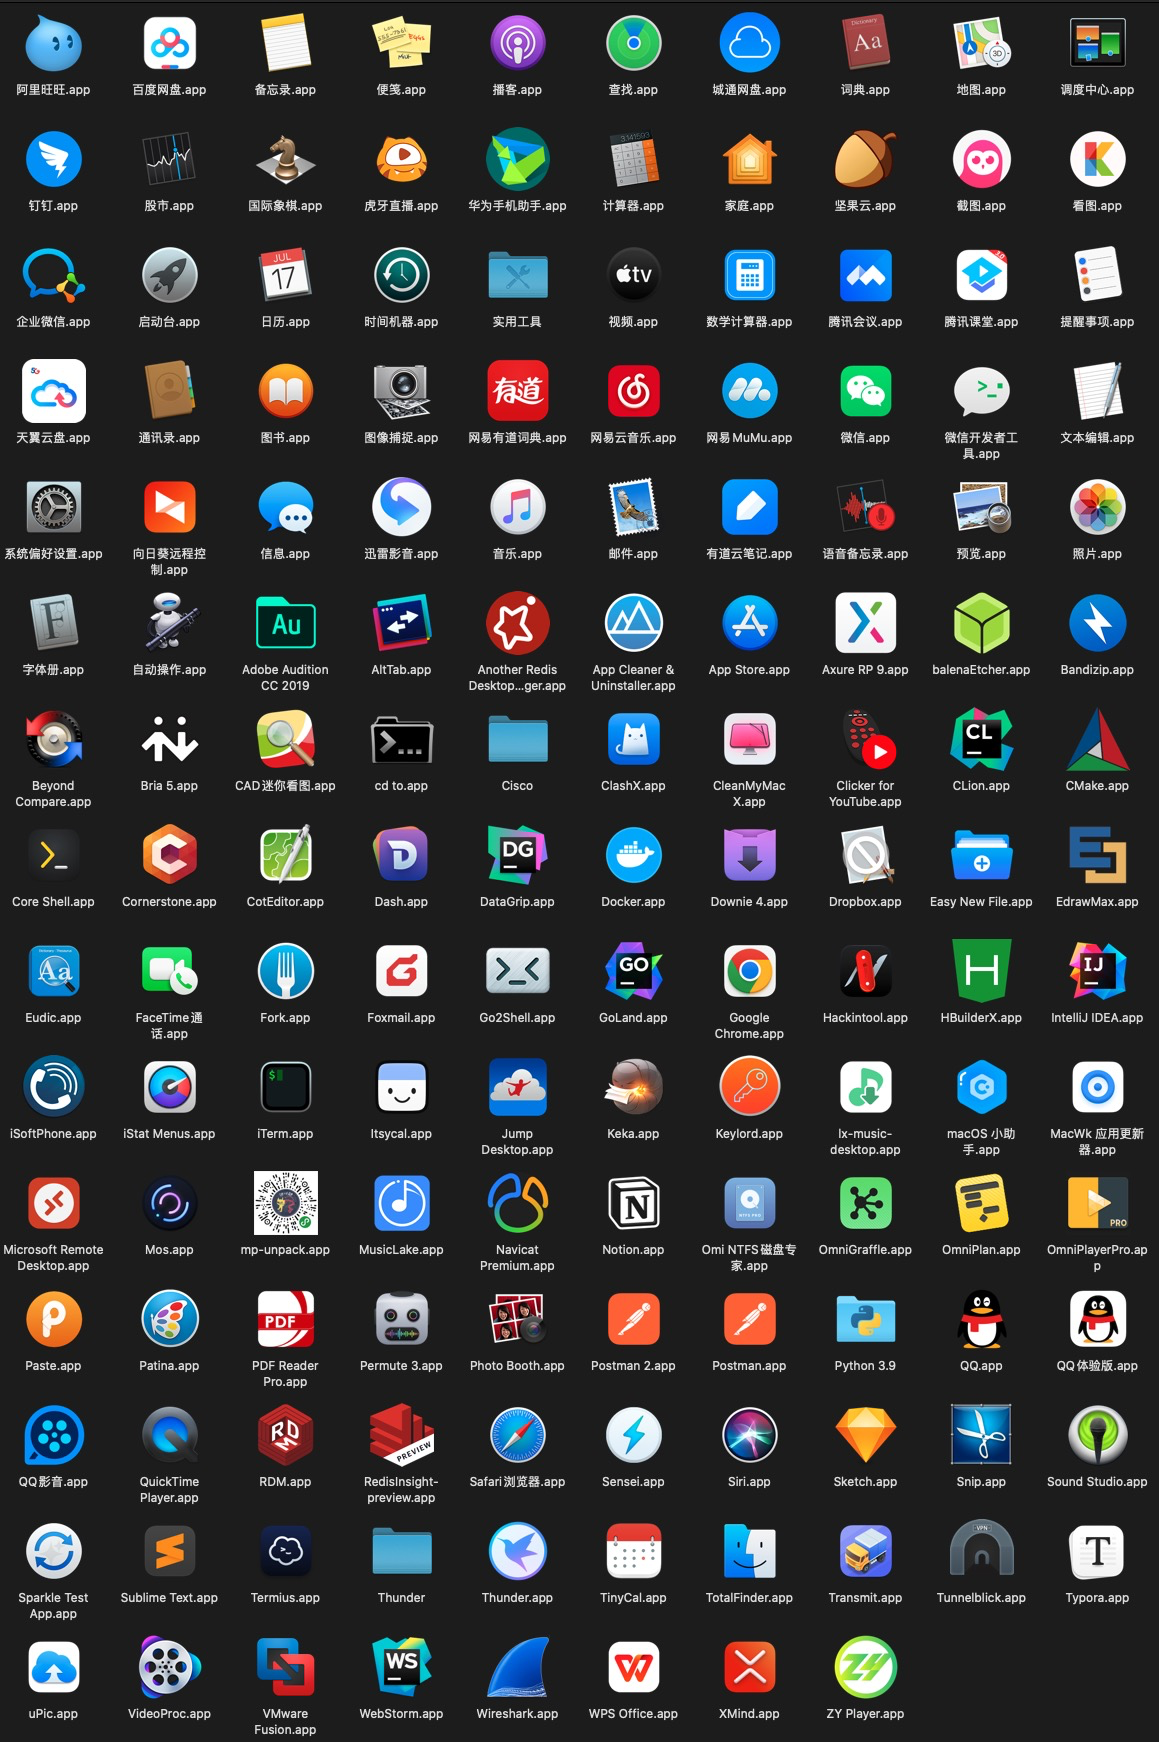 阿里旺旺.app
百度网盘.app
备忘录.app
便笺.app
播客.app
查找.app
城通网盘.app
词典.app
地图.app
调度中心.app
钉钉.app
股市.app
国际象棋.app
虎牙直播.app
华为手机助手.app
计算器.app
家庭.app
坚果云.app
截图.app
看图.app
企业微信.app
启动台.app
日历.app
时间机器.app
实用工具
视频.app
数学计算器.app
腾讯会议.app
腾讯课堂.app
提醒事项.app
天翼云盘.app
通讯录.app
图书.app
图像捕捉.app
网易有道词典.app
网易云音乐.app
网易MuMu.app
微信.app
微信开发者工
具.app
文本编辑.app
系统偏好设置.app
向日葵远程控
制.app
信息.app
迅雷影音.app
音乐.app
邮件.app
有道云笔记.app
语音备忘录.app
预览.app
照片.app
字体册.app
自动操作.app
Adobe Audition
CC 2019
AltTab.app
Another Redis
Desktop...ger.app
App Cleaner &
Uninstaller.app
App Store.app
Axure RP 9.app
balenaEtcher.app
Bandizip.app
Beyond
Compare.app
Bria 5.app
CAD迷你看图.app
cd to.app
Cisco
ClashX.app
CleanMyMac
X.app
Clicker for
YouTube.app
CLion.app
CMake.app
Core Shell.app
Cornerstone.app
CotEditor.app
Dash.app
DataGrip.app
Docker.app
Downie 4.app
Dropbox.app
Easy New File.app
EdrawMax.app
Eudic.app
FaceTime通
话.app
Fork.app
Foxmail.app
Go2Shell.app
GoLand.app
Google
Chrome.app
Hackintool.app
HBuilderX.app
IntelliJ IDEA.app
iSoftPhone.app
iStat Menus.app
iTerm.app
Itsycal.app
Jump
Desktop.app
Keka.app
Keylord.app
lx-music-
desktop.app
macOS 小助
手.app
MacWk 应用更新
器.app
Microsoft Remote
Desktop.app
Mos.app
mp-unpack.app
MusicLake.app
Navicat
Premium.app
Notion.app
Omi NTFS磁盘专
家.app
OmniGraffle.app
OmniPlan.app
OmniPlayerPro.ap
p
Paste.app
Patina.app
PDF Reader
Pro.app
Permute 3.app
Photo Booth.app
Postman 2.app
Postman.app
Python 3.9
QQ.app
QQ体验版.app
QQ影音.app
QuickTime
Player.app
RDM.app
RedisInsight-
preview.app
Safari浏览器.app
Sensei.app
Siri.app
Sketch.app
Snip.app
Sound Studio.app
Sparkle Test
App.app
Sublime Text.app
Termius.app
Thunder
Thunder.app
TinyCal.app
TotalFinder.app
Transmit.app
Tunnelblick.app
Typora.app
uPic.app
VideoProc.app
VMware
Fusion.app
WebStorm.app
Wireshark.app
WPS Office.app
XMind.app
ZY Player.app